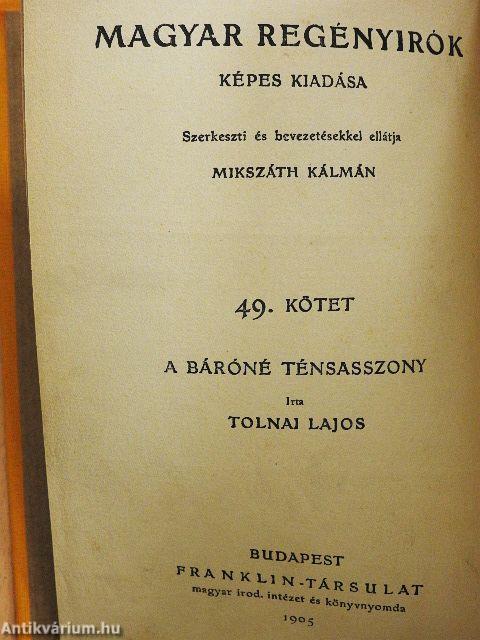 MAGYAR REGÉNYIRÓK
KÉPES KIADÁSA
Szerkeszti és bevezetésekkel ellátja
MIKSZÁTH KÁLMÁN
49. KÖTET
A BÁRÓNÉ TÉNSASSZONY
Irta
TOLNAI LAJOS
BUDAPEST
FRANKLIN-TÁRSULAT
magyar irod. intézet és könyvnyomda
1905
Antikvárium.hu